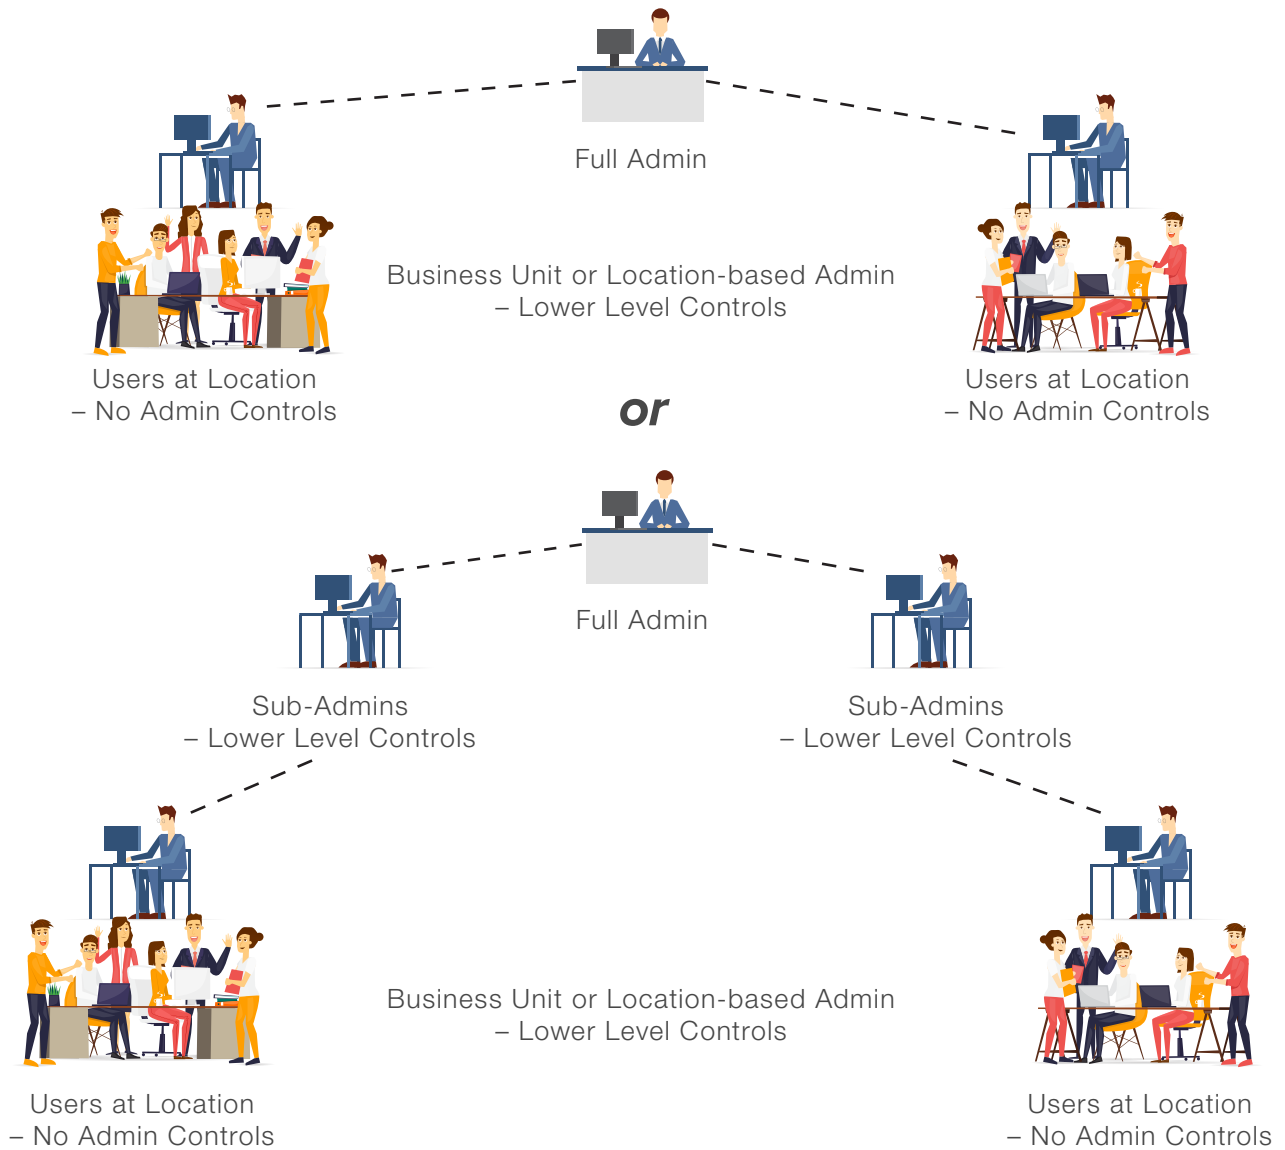 Full Admin
Business Unit or Location-based Admin
– Lower Level Controls
Users at Location
– No Admin Controls
Users at Location
– No Admin Controls
or
Full Admin
Sub-Admins
– Lower Level Controls
Sub-Admins
– Lower Level Controls
Business Unit or Location-based Admin
– Lower Level Controls
Users at Location
– No Admin Controls
Users at Location
– No Admin Controls